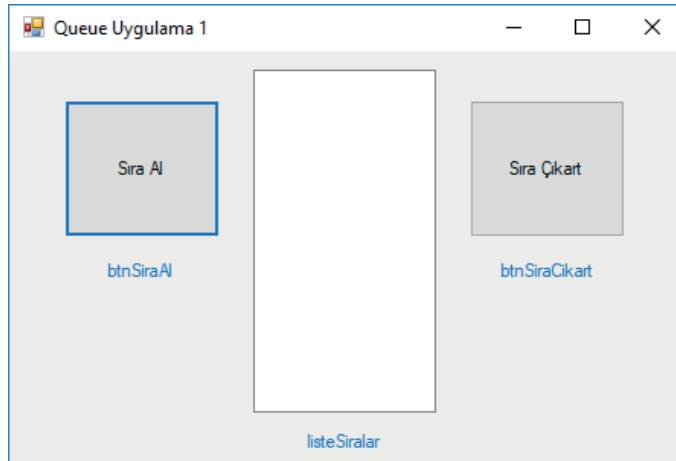 Queue Uygulama 1
Sıra Al
Sıra Çıkart
btnSiraAl
btnSiraCikart
listeSiralar